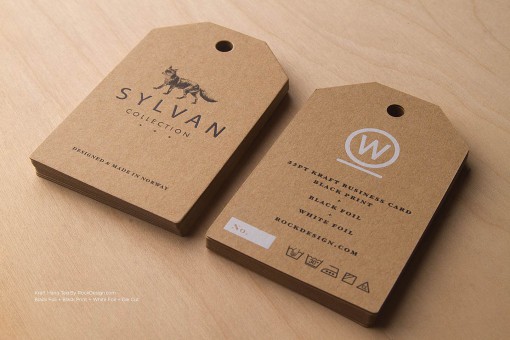 SYLVAN
COLLECTION
DESIGNED & MADE IN NORWAY
W
22PT KRAFT BUSINESS CARD
BLACK PRINT
BLACK FOIL
WHITE FOIL
ROCKDESIGN.COM
No.